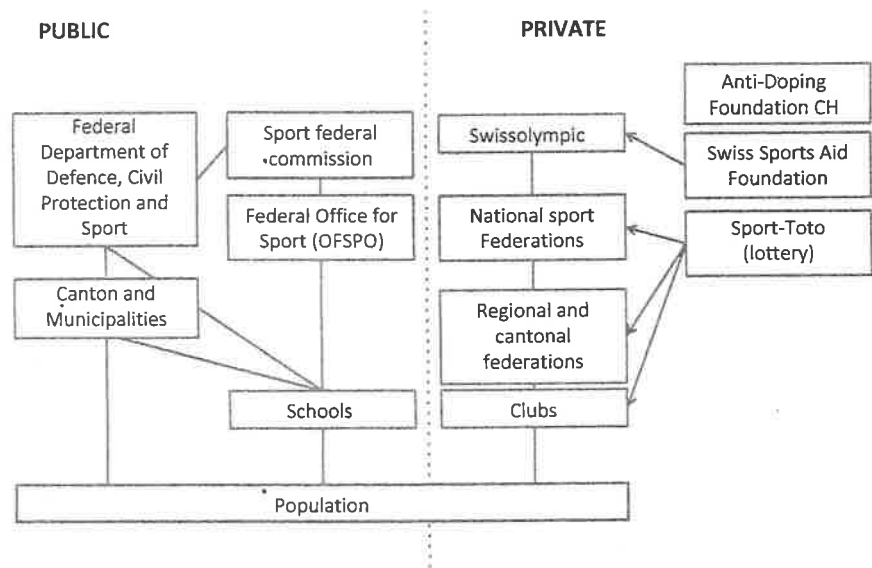 PUBLIC
PRIVATE
Federal
Department of
Defence, Civil
Protection and
Sport
Sport federal
commission
Federal Office for
Sport (OFSPO)
Canton and
Municipalities
Schools
Swissolympic
National sport
Federations
Regional and
cantonal
federations
Clubs
Anti-Doping
Foundation CH
Swiss Sports Aid
Foundation
Sport-Toto
(lottery)
Population